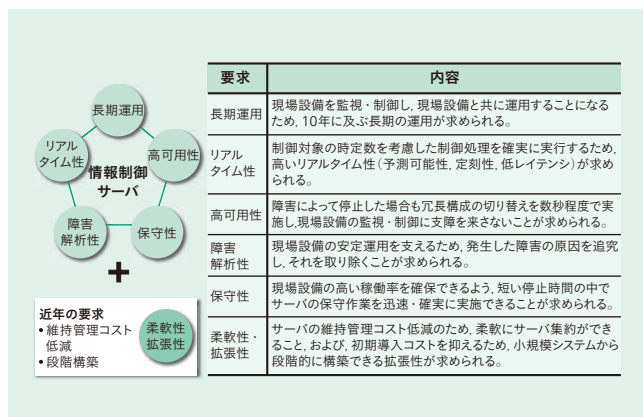 長期運用
リアル
タイム性
高可用性
情報制御
サーバ
障害
解析性
保守性
+
近年の要求
• 維持管理コスト
低減
• 段階構築
柔軟性
拡張性
要求
内容
長期運用
現場設備を監視・制御し，現場設備と共に運用することになる
ため，10年に及ぶ長期の運用が求められる。
リアル
タイム性
制御対象の時定数を考慮した制御処理を確実に実行するため，
高いリアルタイム性（予測可能性，定刻性，低レイテンシ）が求め
られる。
高可用性
障害によって停止した場合も冗長構成の切り替えを数秒程度で実
施し，現場設備の監視・制御に支障を来さないことが求められる。
障害
解析性
現場設備の安定運用を支えるため，発生した障害の原因を追究
し，それを取り除くことが求められる。
保守性
現場設備の高い稼働率を確保できるよう，短い停止時間の中で
サーバの保守作業を迅速・確実に実施できることが求められる。
柔軟性・
拡張性
サーバの維持管理コスト低減のため，柔軟にサーバ集約ができ
ること，および，初期導入コストを抑えるため，小規模システムから
段階的に構築できる拡張性が求められる。